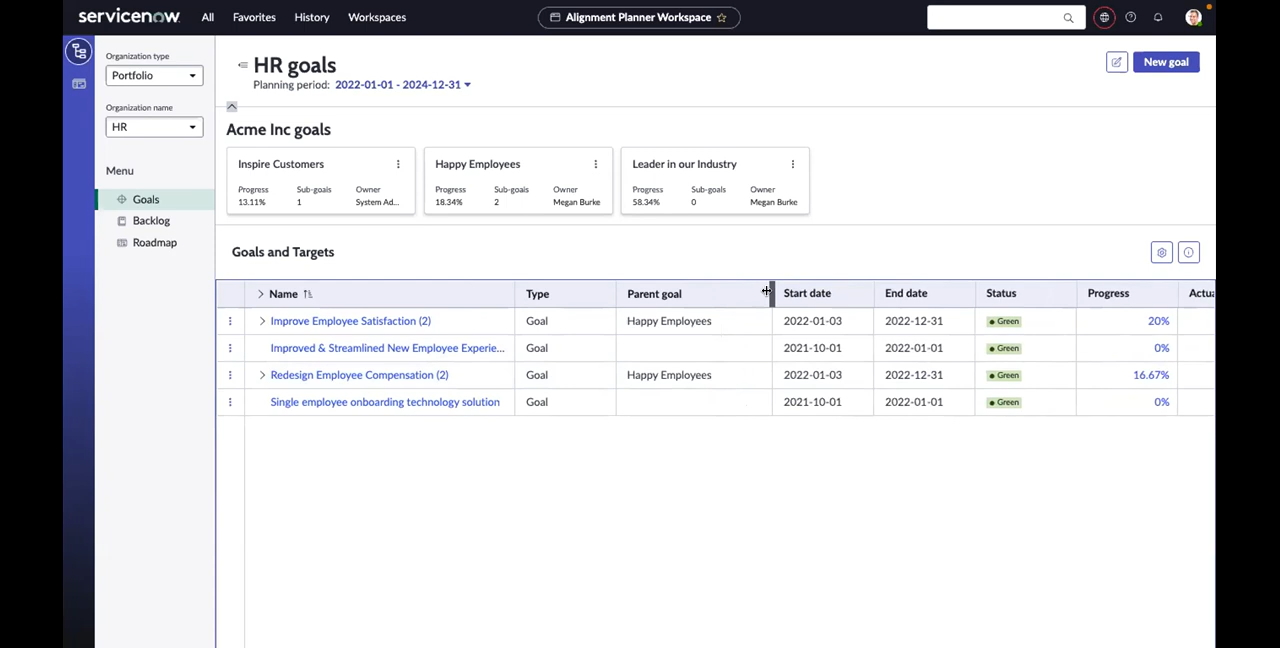 servicenow. All Favorites History Workspaces Alignment Planner Workspace
Organization type
Portfolio
Organization name
HR
Menu
Goals
Backlog
Roadmap
HR goals
Planning period: 2022-01-01 - 2024-12-31
New goal
Acme Inc goals
Inspire Customers
Progress Sub-goals Owner
13.11% 1 System Ad...
Happy Employees
Progress Sub-goals Owner
18.34% 2 Megan Burke
Leader in our Industry
Progress Sub-goals Owner
58.34% 0 Megan Burke
Goals and Targets
Name Type Parent goal Start date End date Status Progress Actua
Improve Employee Satisfaction (2) Goal Happy Employees 2022-01-03 2022-12-31 Green 20%
Improved & Streamlined New Employee Experie... Goal 2021-10-01 2022-01-01 Green 0%
Redesign Employee Compensation (2) Goal Happy Employees 2022-01-03 2022-12-31 Green 16.67%
Single employee onboarding technology solution Goal 2021-10-01 2022-01-01 Green 0%